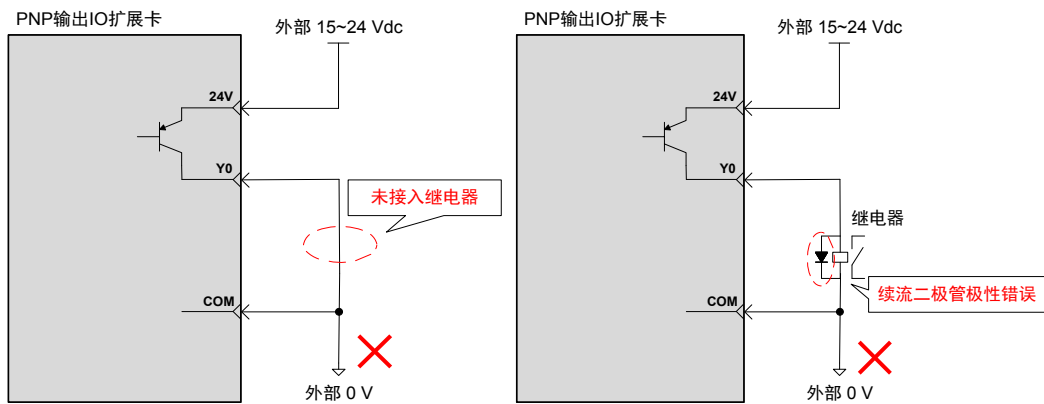 PNP输出IO扩展卡
外部 15~24 Vdc
24V
Y0
未接入继电器
COM
外部 0 V
PNP输出IO扩展卡
外部 15~24 Vdc
24V
Y0
继电器
续流二极管极性错误
COM
外部 0 V